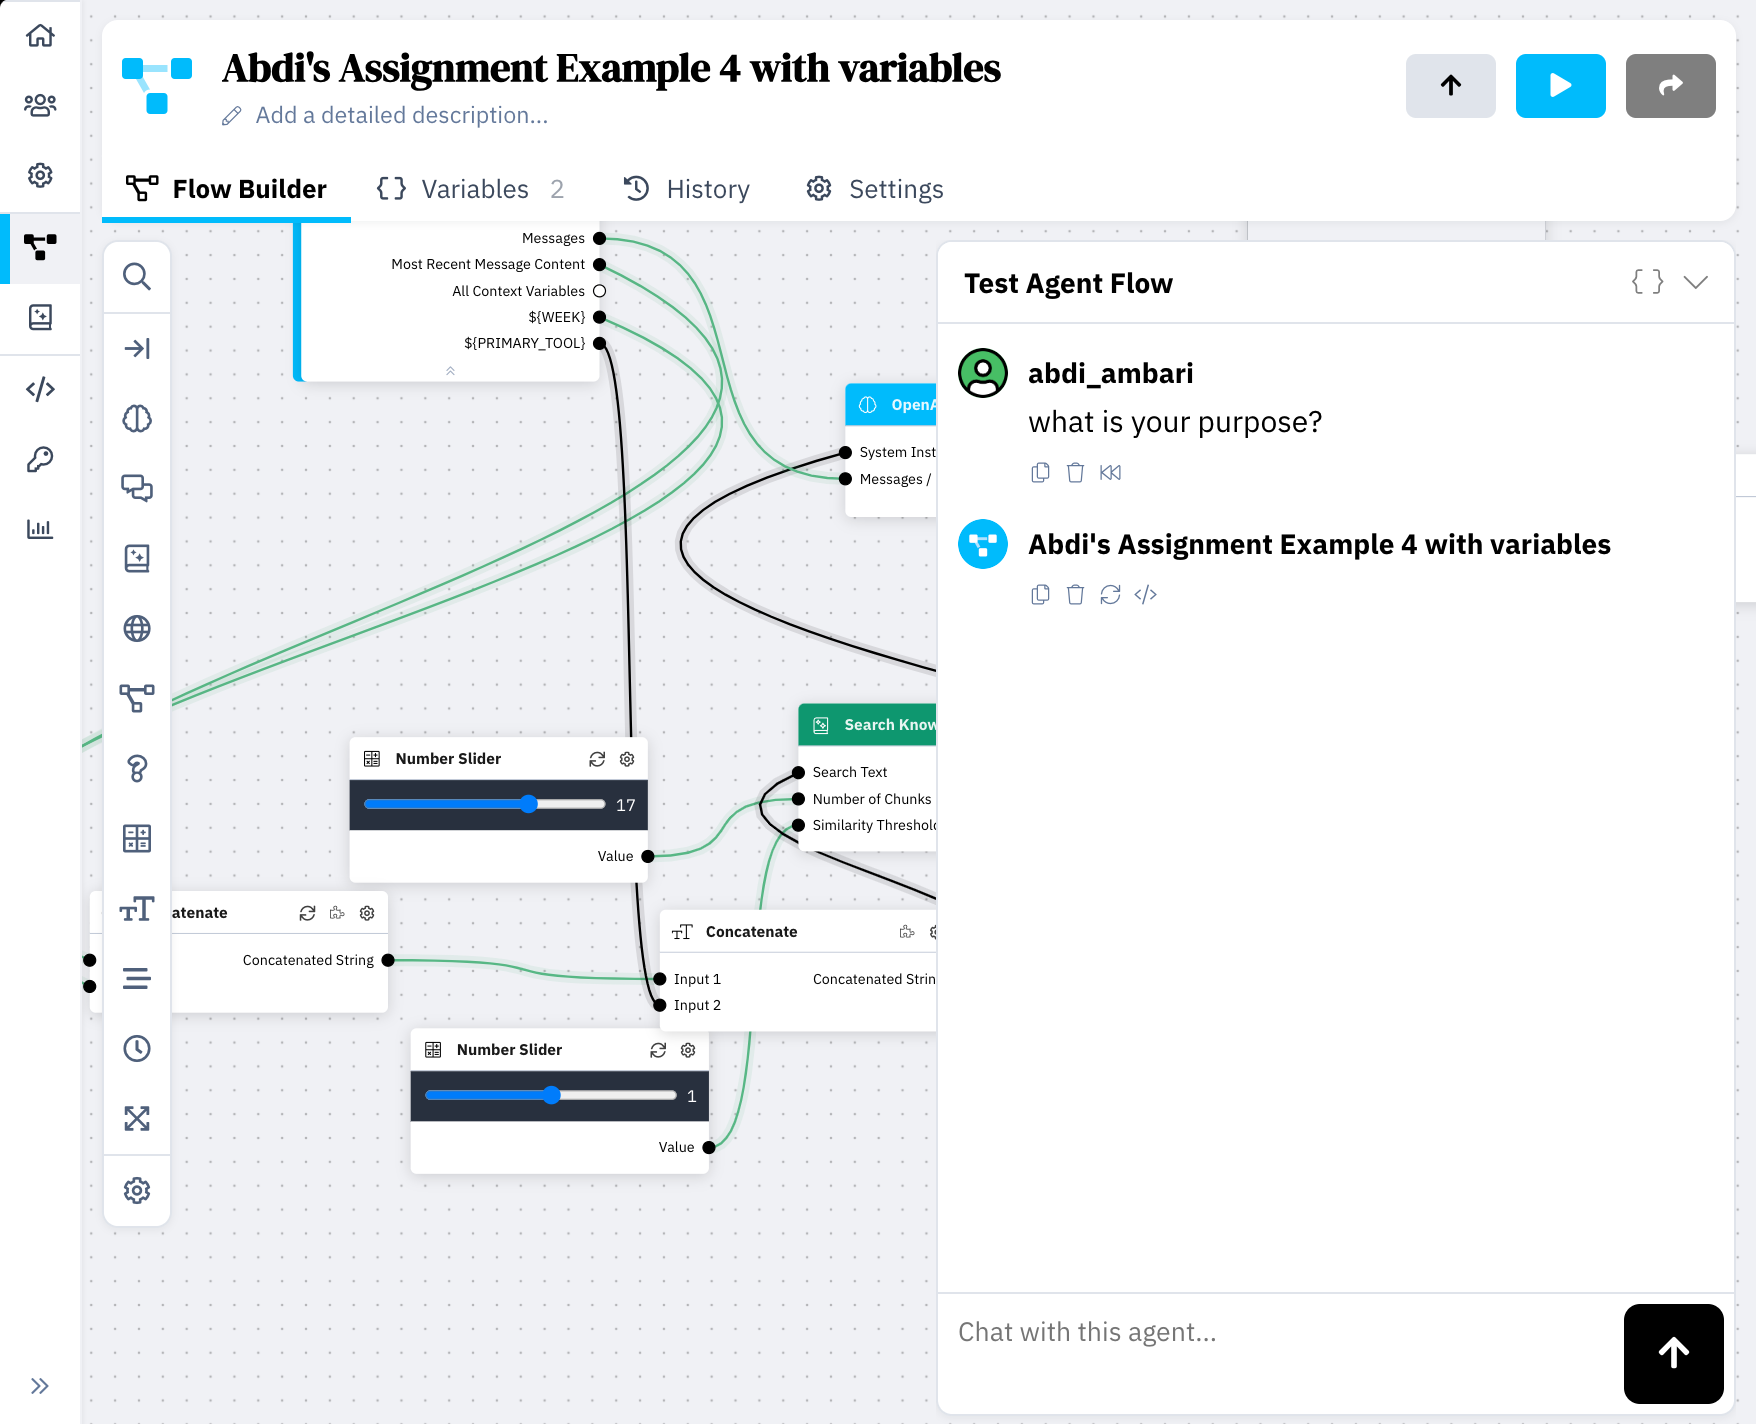 Abdi's Assignment Example 4 with variables
Add a detailed description...
Flow Builder
Variables 2
History
Settings
Messages
Most Recent Message Content
All Context Variables
${WEEK}
${PRIMARY_TOOL}
OpenA
System Inst
Messages /
Number Slider
17
Value
Search Know
Search Text
Number of Chunks
Similarity Threshold
atenate
Concatenated String
Concatenate
Input 1
Concatenated Strin
Input 2
Number Slider
1
Value
Test Agent Flow
abdi_ambari
what is your purpose?
Abdi's Assignment Example 4 with variables
Chat with this agent...